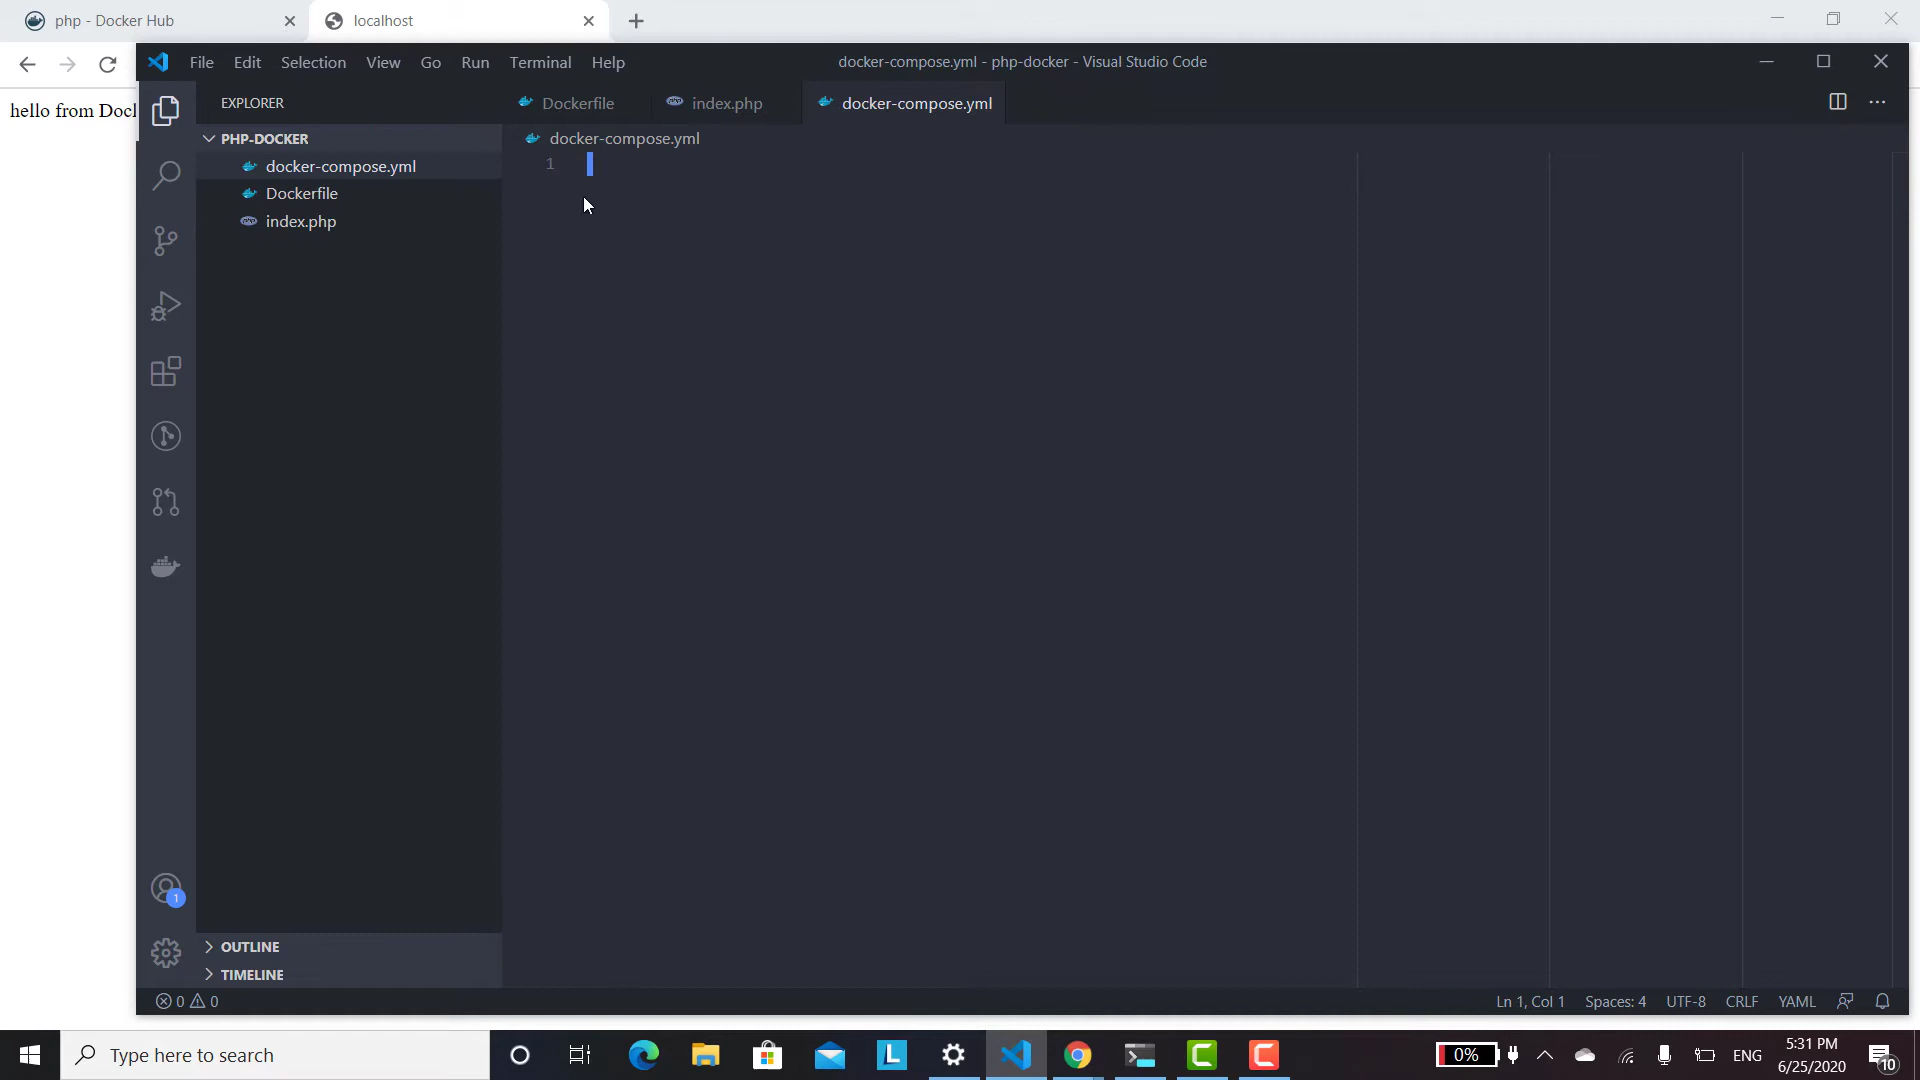 php - Docker Hub
localhost
hello from Doc
File Edit Selection View Go Run Terminal Help
docker-compose.yml - php-docker - Visual Studio Code
EXPLORER
Dockerfile
index.php
docker-compose.yml
PHP-DOCKER
docker-compose.yml
docker-compose.yml
Dockerfile
index.php
1
1
OUTLINE
TIMELINE
0 0
Ln 1, Col 1 Spaces: 4 UTF-8 CRLF YAML
Type here to search
0%
ENG
5:31 PM
6/25/2020
10